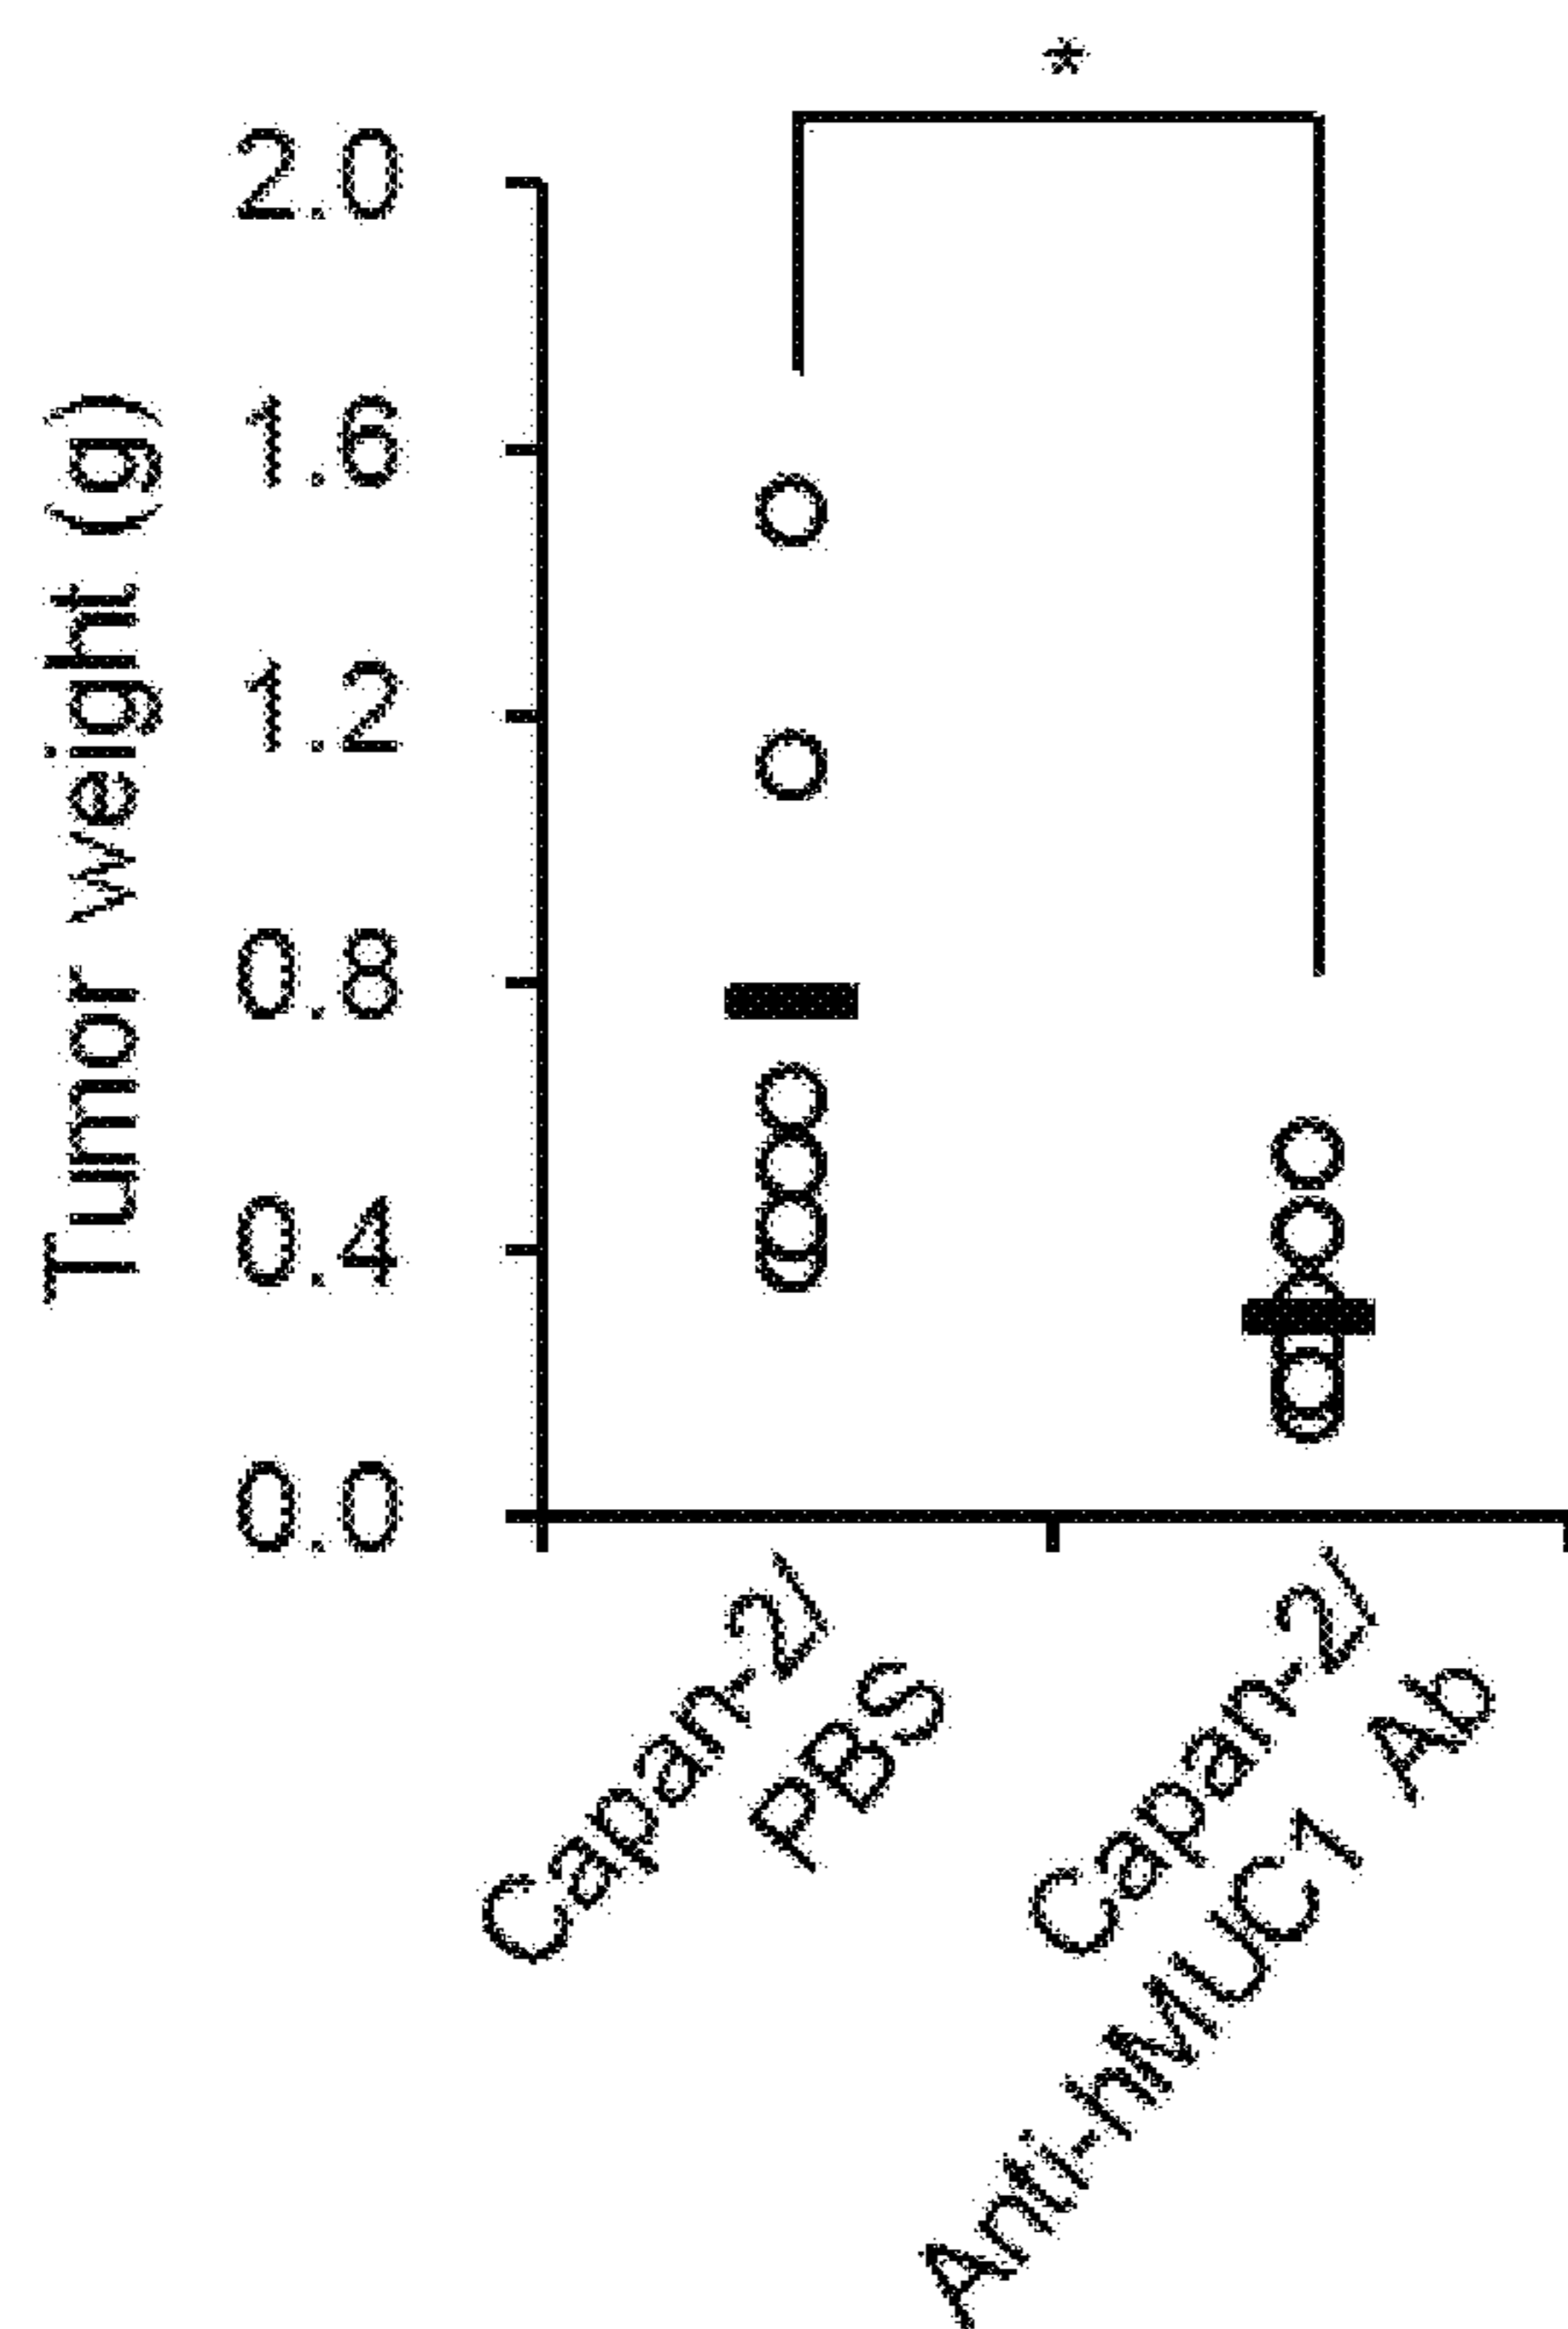 *
Tumor weight (g)
2.0
1.6
1.2
0.8
0.4
0.0
Capan-2/
PBS
Capan-2/
Anti-hMUC1 Ab